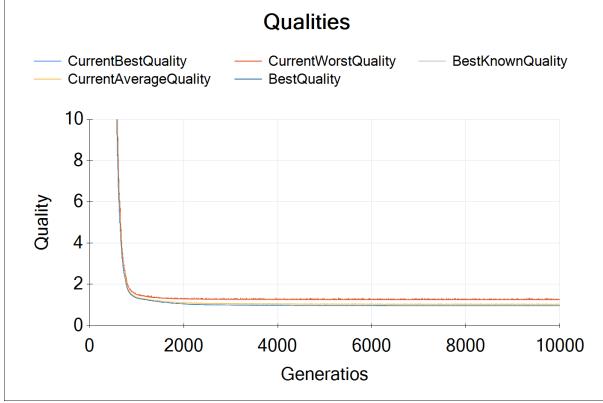 Qualities
CurrentBestQuality CurrentWorstQuality BestKnownQuality
CurrentAverageQuality BestQuality
10
8
6
4
2
0
Quality
0 2000 4000 6000 8000 10000
Generatios